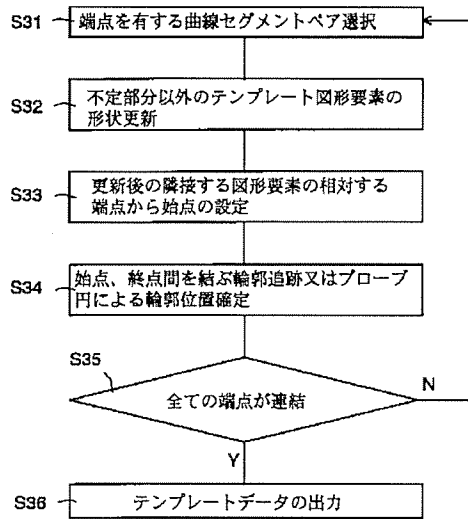 S31
端点を有する曲線セグメントペア選択
S32
不定部分以外のテンプレート図形要素の
形状更新
S33
更新後の隣接する図形要素の相対する
端点から始点の設定
S34
始点、終点間を結ぶ輪郭追跡又はプローブ
円による輪郭位置確定
S35
全ての端点が連結
N
Y
S36
テンプレートデータの出力